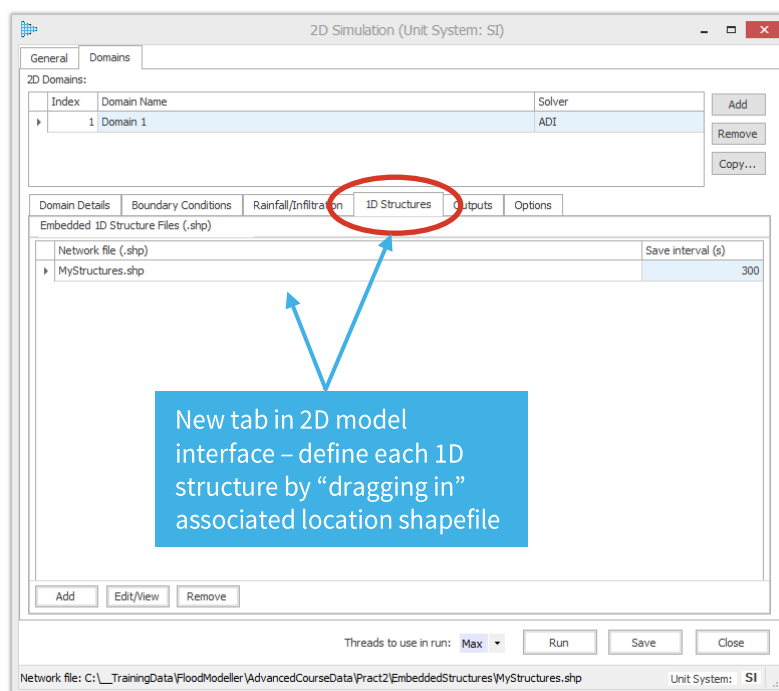 2D Simulation (Unit System: SI)
General Domains
2D Domains:
Index Domain Name Solver
1 Domain 1 ADI
Add
Remove
Copy...
Domain Details Boundary Conditions Rainfall/Infiltration 1D Structures Outputs Options
Embedded 1D Structure Files (.shp)
Network file (.shp) Save interval (s)
MyStructures.shp 300
New tab in 2D model
interface – define each 1D
structure by “dragging in”
associated location shapefile
Add Edit/View Remove
Threads to use in run: Max Run Save Close
Network file: C:\__TrainingData\FloodModeller\AdvancedCourseData\Pract2\EmbeddedStructures\MyStructures.shp Unit System: SI